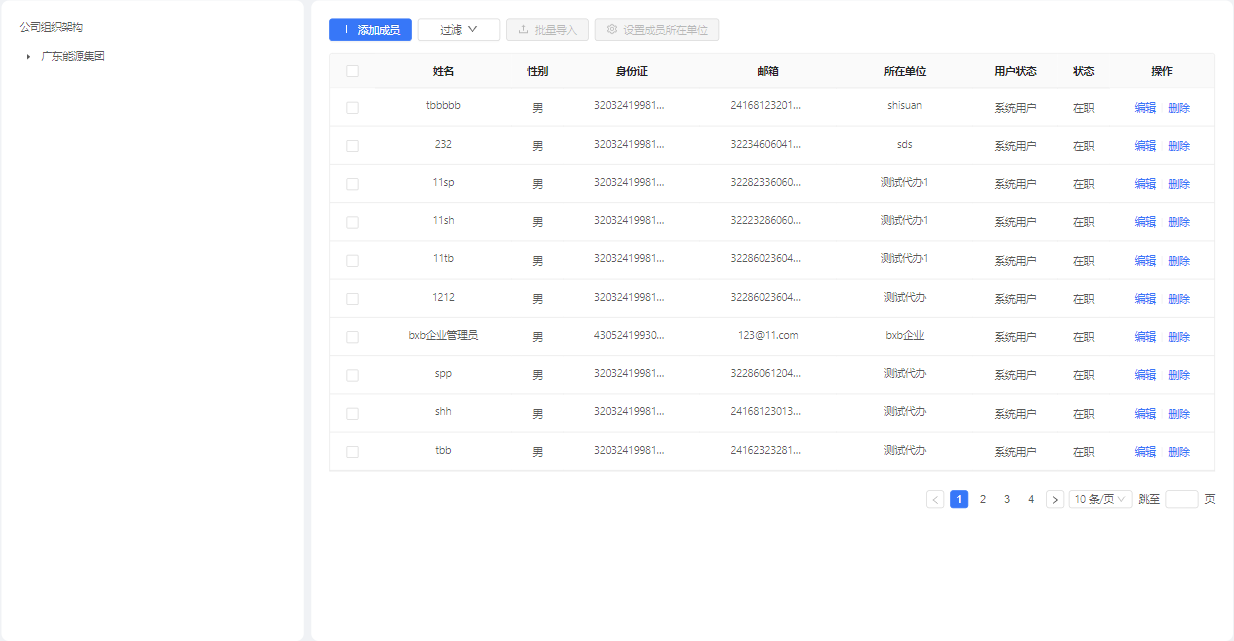 公司组织架构
广东能源集团
添加成员 过滤 批量导入 设置成员所在单位
姓名 性别 身份证 邮箱 所在单位 用户状态 状态 操作
tbbbbb 男 32032419981... 24168123201... shisuan 系统用户 在职 编辑 删除
232 男 32032419981... 32234606041... sds 系统用户 在职 编辑 删除
11sp 男 32032419981... 32282336060... 测试代办1 系统用户 在职 编辑 删除
11sh 男 32032419981... 32223286060... 测试代办1 系统用户 在职 编辑 删除
11tb 男 32032419981... 32286023604... 测试代办1 系统用户 在职 编辑 删除
1212 男 32032419981... 32286023604... 测试代办 系统用户 在职 编辑 删除
bxb企业管理员 男 43052419930... 123@11.com bxb企业 系统用户 在职 编辑 删除
spp 男 32032419981... 32286061204... 测试代办 系统用户 在职 编辑 删除
shh 男 32032419981... 24168123013... 测试代办 系统用户 在职 编辑 删除
tbb 男 32032419981... 24162323281... 测试代办 系统用户 在职 编辑 删除
< 1 2 3 4 > 10 条/页 跳至 页